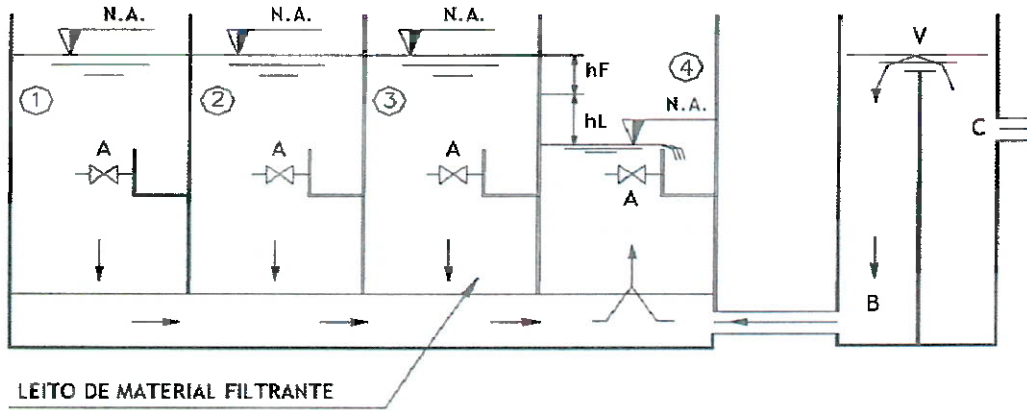 N.A. N.A. N.A. V
hF
1 2 3 4
hL N.A.
C
A A A A
B
LEITO DE MATERIAL FILTRANTE